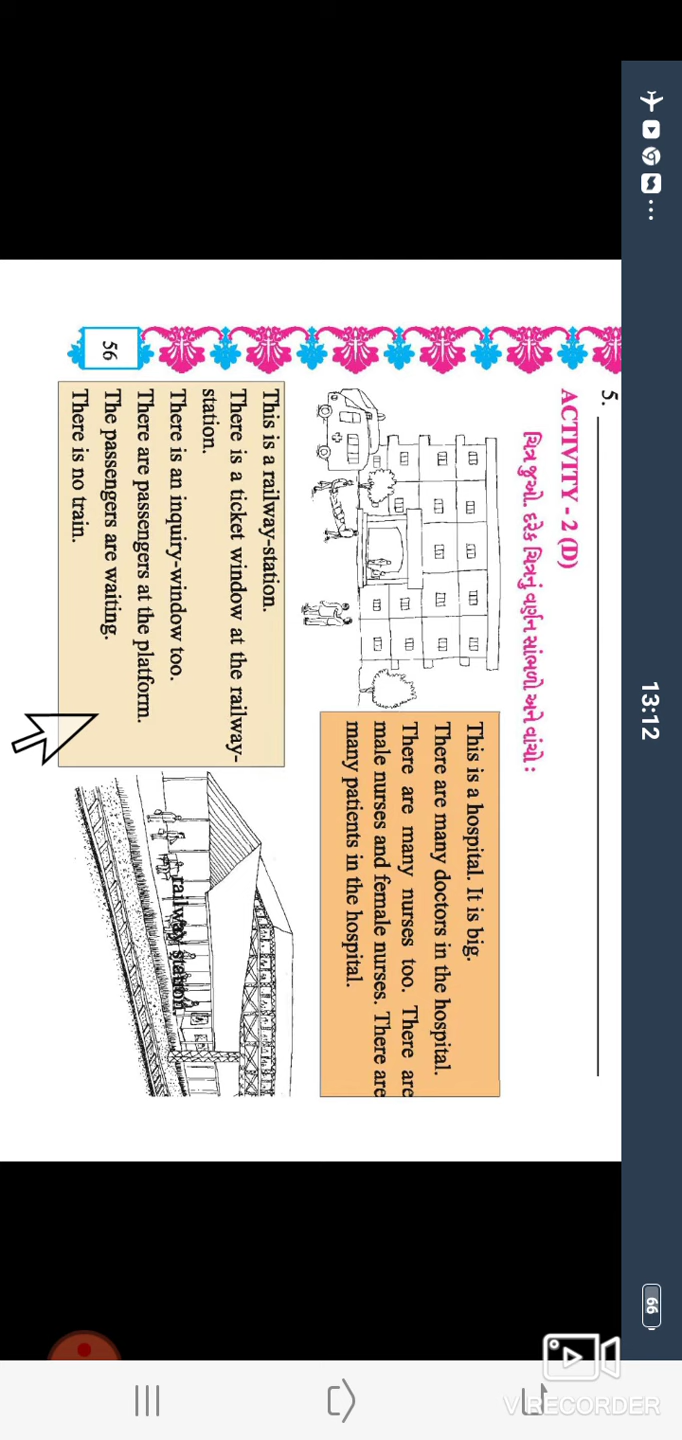 13:12
66
5.
ACTIVITY - 2 (D)
ચિત્ર જુઓ. દરેક ચિત્રનું વર્ણન સાંભળો અને વાંચો :
This is a hospital. It is big.
There are many doctors in the hospital.
There are many nurses too. There are
male nurses and female nurses. There are
many patients in the hospital.
This is a railway-station.
There is a ticket window at the railway-
station.
There is an inquiry-window too.
There are passengers at the platform.
The passengers are waiting.
There is no train.
railway station
56
V RECORDER